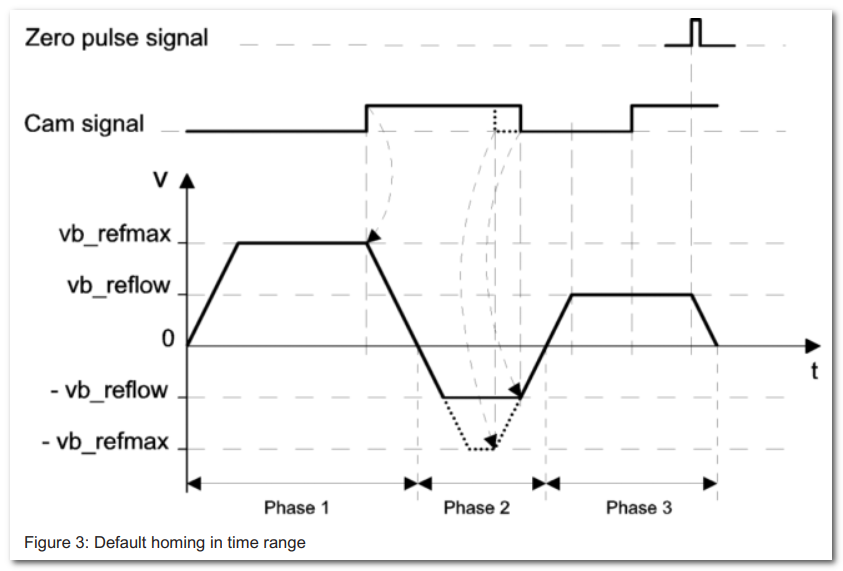 Zero pulse signal
Cam signal
v
vb_refmax
vb_reflow
0
t
- vb_reflow
- vb_refmax
Phase 1
Phase 2
Phase 3
Figure 3: Default homing in time range